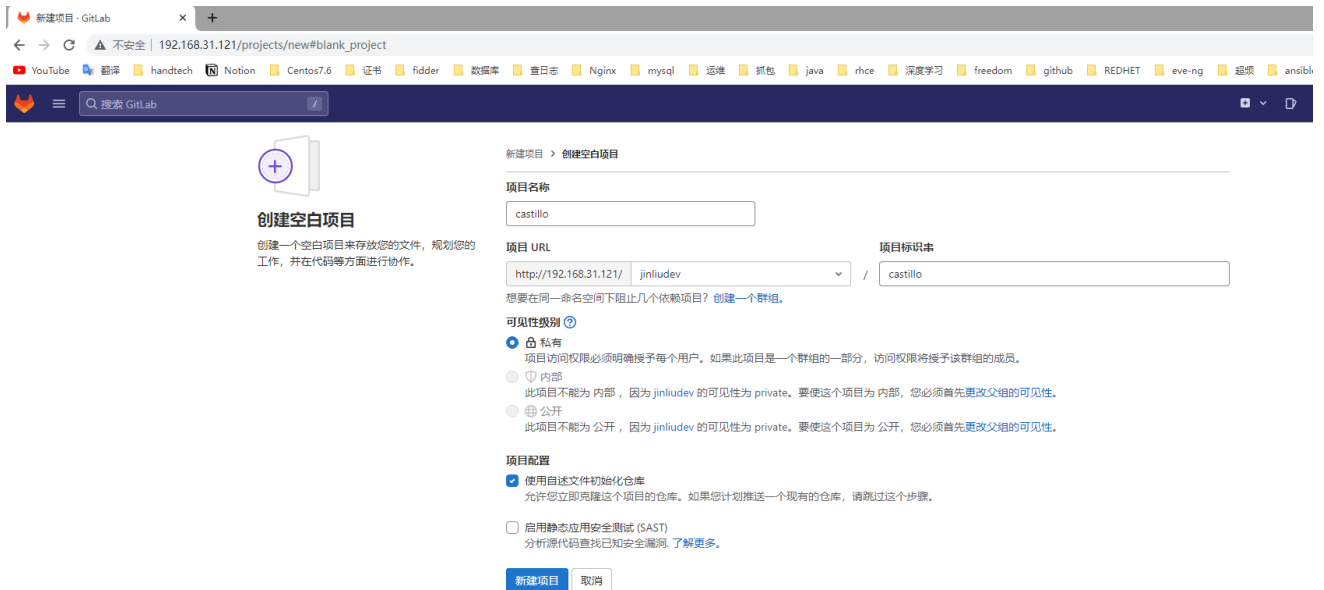 新建项目 · GitLab
不安全 | 192.168.31.121/projects/new#blank_project
YouTube 翻译 handtech Notion Centos7.6 证书 fidder 数据库 查日志 Nginx mysql 运维 抓包 java rhce 深度学习 freedom github REDHET eve-ng 超频 ansibl
搜索 GitLab /
新建项目 > 创建空白项目
创建空白项目
创建一个空白项目来存放您的文件，规划您的
工作，并在代码等方面进行协作。
项目名称
castillo
项目 URL 项目标识串
http://192.168.31.121/ jinliudev / castillo
想要在同一命名空间下阻止几个依赖项目？创建一个群组。
可见性级别
私有
项目访问权限必须明确授予每个用户。如果此项目是一个群组的一部分，访问权限将授予该群组的成员。
内部
此项目不能为 内部 ，因为 jinliudev 的可见性为 private。要使这个项目为 内部，您必须首先更改父组的可见性。
公开
此项目不能为 公开 ，因为 jinliudev 的可见性为 private。要使这个项目为 公开，您必须首先更改父组的可见性。
项目配置
使用自述文件初始化仓库
允许您立即克隆这个项目的仓库。如果您计划推送一个现有的仓库，请跳过这个步骤。
启用静态应用安全测试 (SAST)
分析源代码查找已知安全漏洞. 了解更多。
新建项目 取消